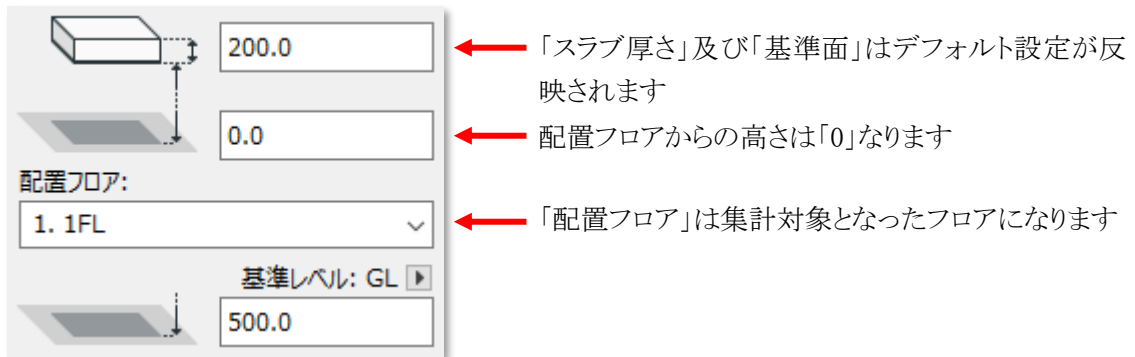 200.0
「スラブ厚さ」及び「基準面」はデフォルト設定が反
映されます
0.0
配置フロアからの高さは「0」なります
配置フロア:
1. 1FL
「配置フロア」は集計対象となったフロアになります
基準レベル: GL
500.0